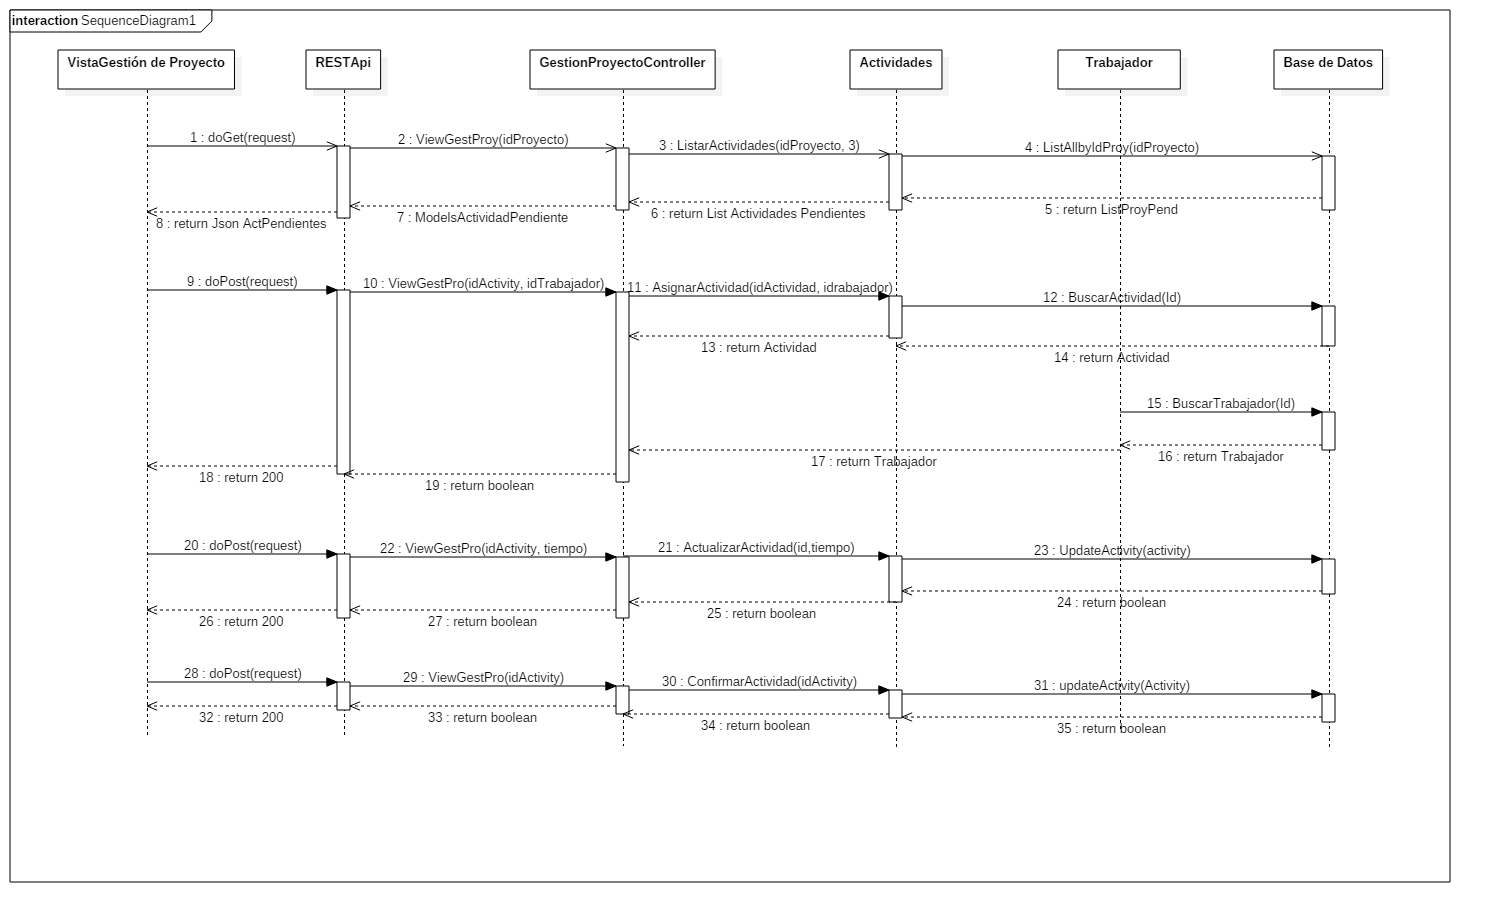 interaction SequenceDiagram1
VistaGestión de Proyecto
RESTApi
GestionProyectoController
Actividades
Trabajador
Base de Datos
1 : doGet(request)
2 : ViewGestProy(idProyecto)
3 : ListarActividades(idProyecto, 3)
4 : ListAllbyIdProy(idProyecto)
5 : return ListProyPend
6 : return List Actividades Pendientes
7 : ModelsActividadPendiente
8 : return Json ActPendientes
9 : doPost(request)
10 : ViewGestPro(idActivity, idTrabajador)
11 : AsignarActividad(idActividad, idrabajador)
12 : BuscarActividad(Id)
13 : return Actividad
14 : return Actividad
15 : BuscarTrabajador(Id)
16 : return Trabajador
17 : return Trabajador
18 : return 200
19 : return boolean
20 : doPost(request)
22 : ViewGestPro(idActivity, tiempo)
21 : ActualizarActividad(id,tiempo)
23 : UpdateActivity(activity)
24 : return boolean
25 : return boolean
26 : return 200
27 : return boolean
28 : doPost(request)
29 : ViewGestPro(idActivity)
30 : ConfirmarActividad(idActivity)
31 : updateActivity(Activity)
32 : return 200
33 : return boolean
34 : return boolean
35 : return boolean